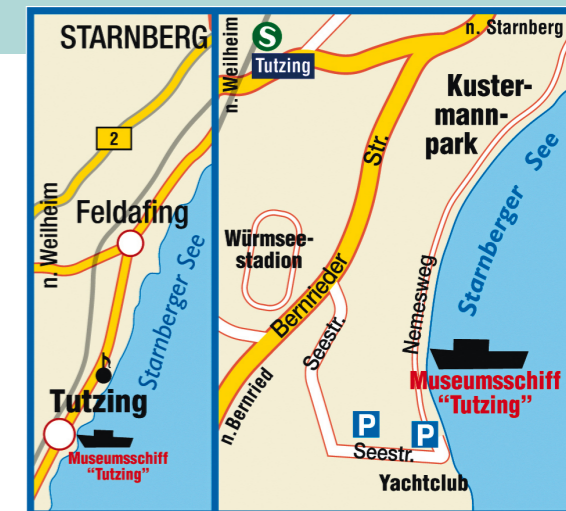 STARNBERG
2
n. Weilheim
Feldafing
Starnberger See
Tutzing
Museumsschiff
"Tutzing"
n. Weilheim
S
Tutzing
n. Starnberg
Kuster-
mann-
park
Str.
Würmsee-
stadion
Bernrieder
Seestr.
Nemesweg
Starnberger See
Museumsschiff
"Tutzing"
n. Bernried
P
P
Seestr.
Yachtclub